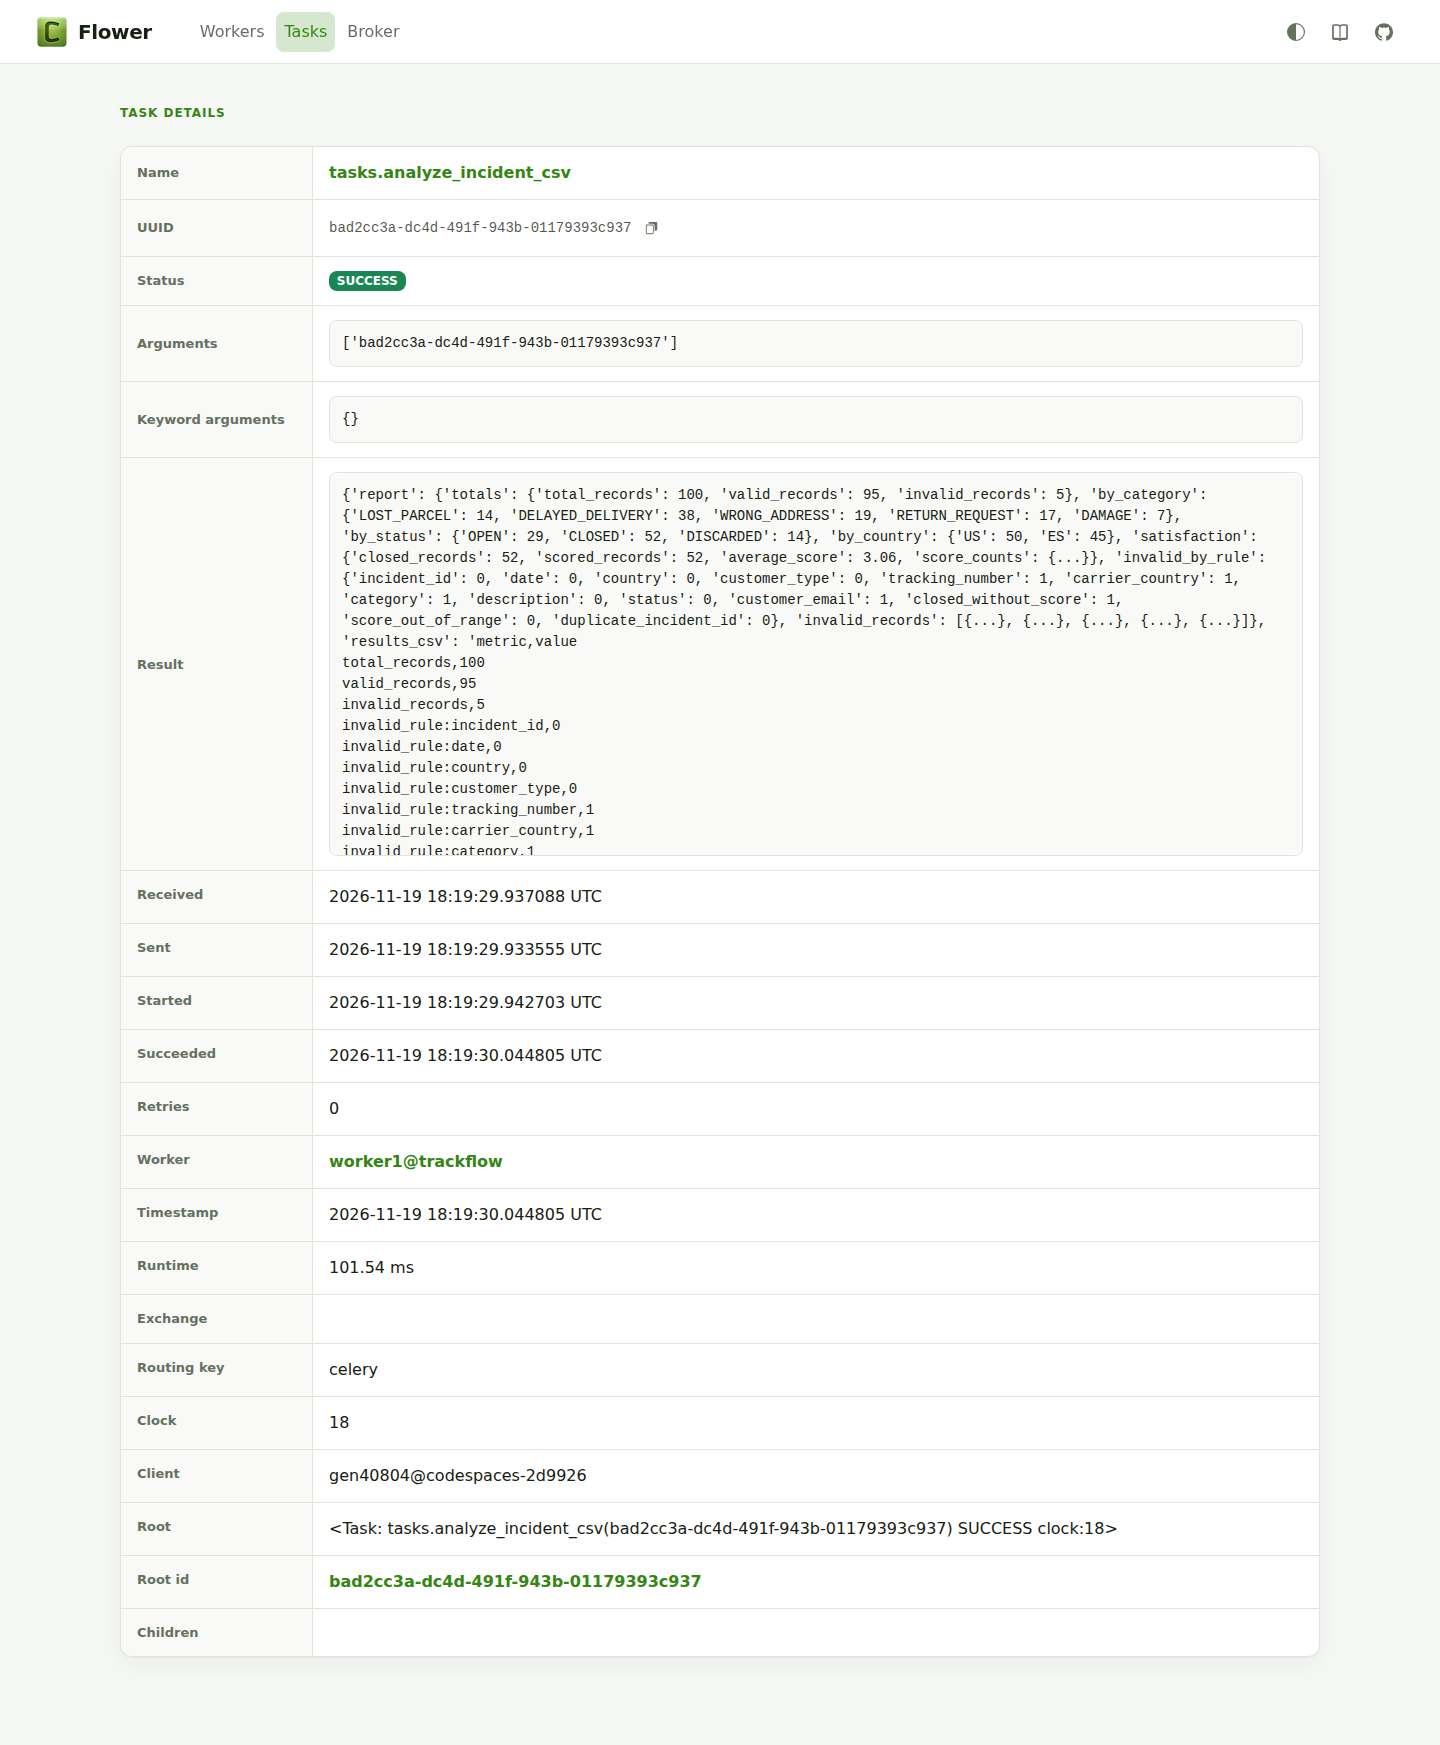 Flower
Workers Tasks Broker
TASK DETAILS
Name tasks.analyze_incident_csv
UUID bad2cc3a-dc4d-491f-943b-01179393c937
Status SUCCESS
Arguments ['bad2cc3a-dc4d-491f-943b-01179393c937']
Keyword arguments {}
Result
{'report': {'totals': {'total_records': 100, 'valid_records': 95, 'invalid_records': 5}, 'by_category':
{'LOST_PARCEL': 14, 'DELAYED_DELIVERY': 38, 'WRONG_ADDRESS': 19, 'RETURN_REQUEST': 17, 'DAMAGE': 7},
'by_status': {'OPEN': 29, 'CLOSED': 52, 'DISCARDED': 14}, 'by_country': {'US': 50, 'ES': 45}, 'satisfaction':
{'closed_records': 52, 'scored_records': 52, 'average_score': 3.06, 'score_counts': {...}}, 'invalid_by_rule':
{'incident_id': 0, 'date': 0, 'country': 0, 'customer_type': 0, 'tracking_number': 1, 'carrier_country': 1,
'category': 1, 'description': 0, 'status': 0, 'customer_email': 1, 'closed_without_score': 1,
'score_out_of_range': 0, 'duplicate_incident_id': 0}, 'invalid_records': [{...}, {...}, {...}, {...}, {...}]},
'results_csv': 'metric,value
total_records,100
valid_records,95
invalid_records,5
invalid_rule:incident_id,0
invalid_rule:date,0
invalid_rule:country,0
invalid_rule:customer_type,0
invalid_rule:tracking_number,1
invalid_rule:carrier_country,1
invalid_rule:category,1
Received 2026-11-19 18:19:29.937088 UTC
Sent 2026-11-19 18:19:29.933555 UTC
Started 2026-11-19 18:19:29.942703 UTC
Succeeded 2026-11-19 18:19:30.044805 UTC
Retries 0
Worker worker1@trackflow
Timestamp 2026-11-19 18:19:30.044805 UTC
Runtime 101.54 ms
Exchange
Routing key celery
Clock 18
Client gen40804@codespaces-2d9926
Root <Task: tasks.analyze_incident_csv(bad2cc3a-dc4d-491f-943b-01179393c937) SUCCESS clock:18>
Root id bad2cc3a-dc4d-491f-943b-01179393c937
Children